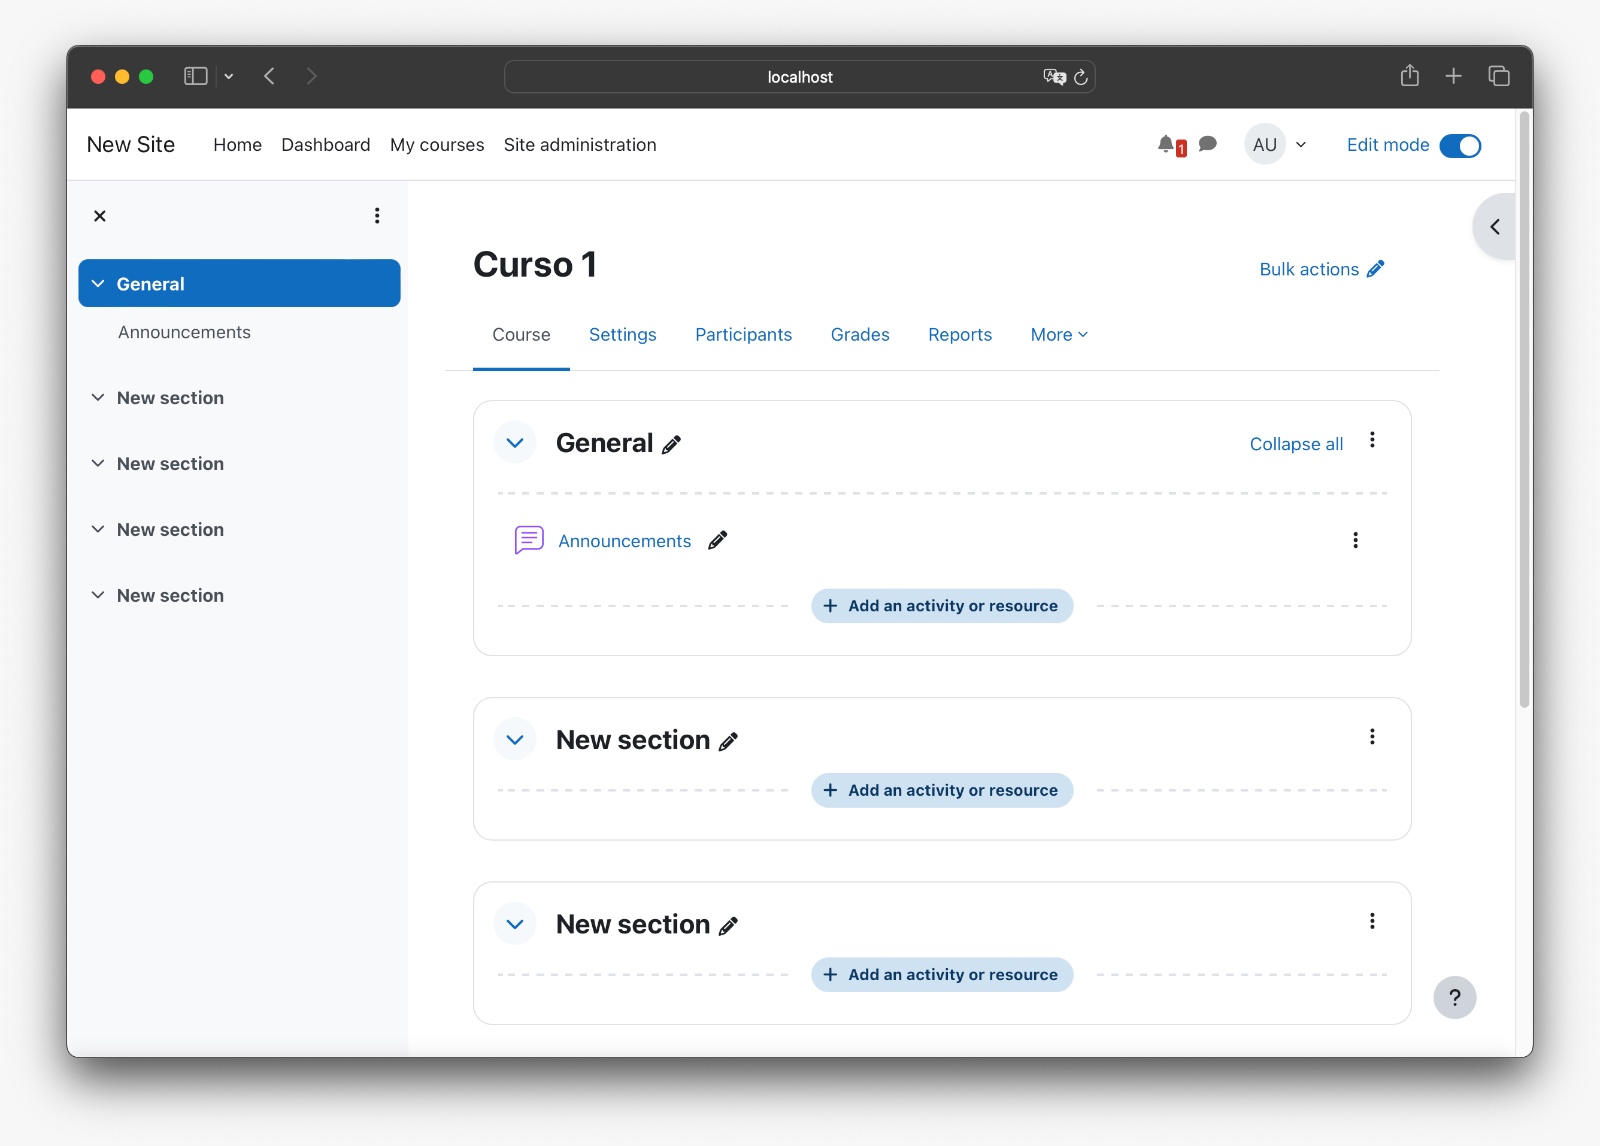 localhost
New Site Home Dashboard My courses Site administration 1 AU Edit mode
General
Announcements
New section
New section
New section
New section
Curso 1
Bulk actions
Course Settings Participants Grades Reports More
General
Collapse all
Announcements
+ Add an activity or resource
New section
+ Add an activity or resource
New section
+ Add an activity or resource
?